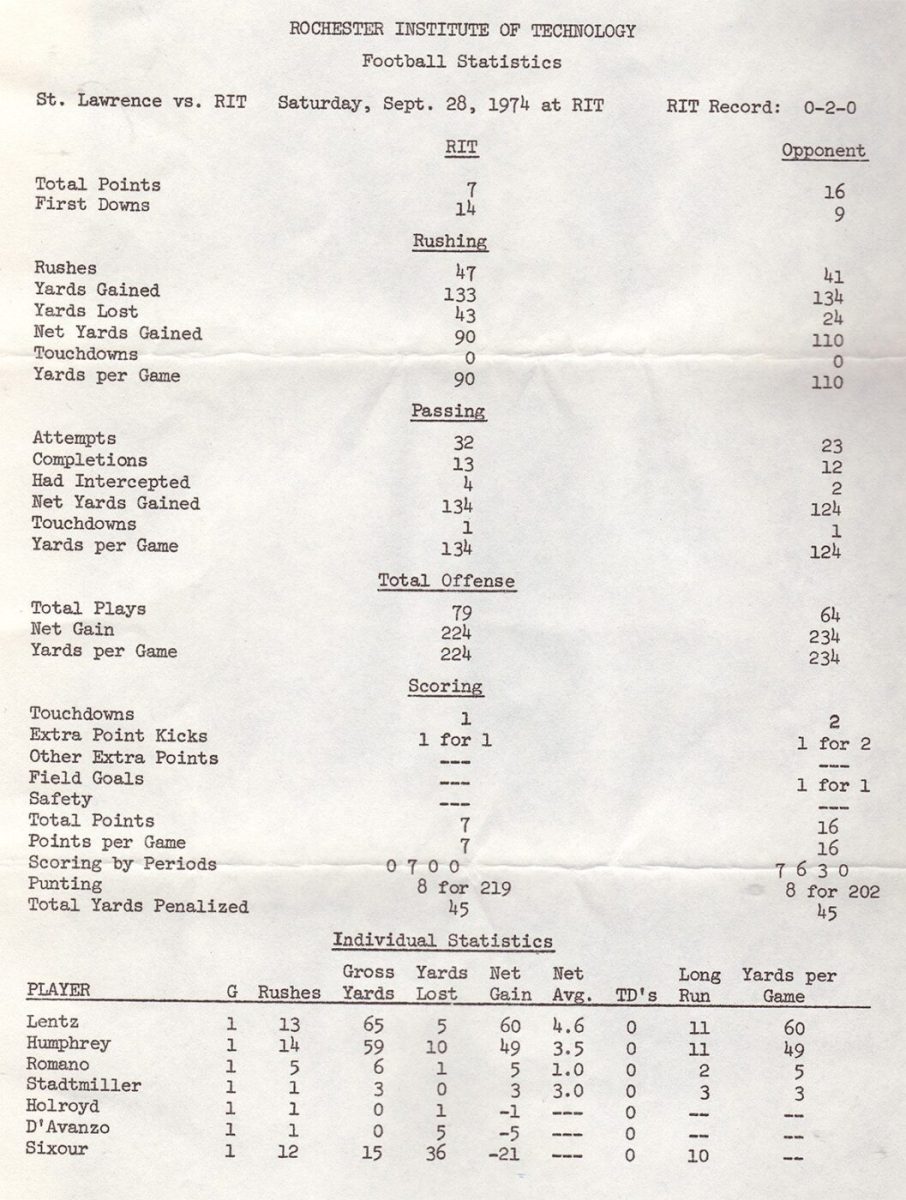 ROCHESTER INSTITUTE OF TECHNOLOGY
Football Statistics
St. Lawrence vs. RIT Saturday, Sept. 28, 1974 at RIT RIT Record: 0-2-0
RIT Opponent
Total Points 7 16
First Downs 14 9
Rushing
Rushes 47 41
Yards Gained 133 134
Yards Lost 43 24
Net Yards Gained 90 110
Touchdowns 0 0
Yards per Game 90 110
Passing
Attempts 32 23
Completions 13 12
Had Intercepted 4 2
Net Yards Gained 134 124
Touchdowns 1 1
Yards per Game 134 124
Total Offense
Total Plays 79 64
Net Gain 224 234
Yards per Game 224 234
Scoring
Touchdowns 1 2
Extra Point Kicks 1 for 1 1 for 2
Other Extra Points --- ---
Field Goals --- 1 for 1
Safety --- ---
Total Points 7 16
Points per Game 7 16
Scoring by Periods 0 7 0 0 7 6 3 0
Punting 8 for 219 8 for 202
Total Yards Penalized 45 45
Individual Statistics
Gross Yards Net Net Long Yards per
PLAYER G Rushes Yards Lost Gain Avg. TD's Run Game
Lentz 1 13 65 5 60 4.6 0 11 60
Humphrey 1 14 59 10 49 3.5 0 11 49
Romano 1 5 6 1 5 1.0 0 2 5
Stadtmiller 1 1 3 0 3 3.0 0 3 3
Holroyd 1 1 0 1 -1 --- 0 -- --
D'Avanzo 1 1 0 5 -5 --- 0 -- --
Sixour 1 12 15 36 -21 --- 0 10 --